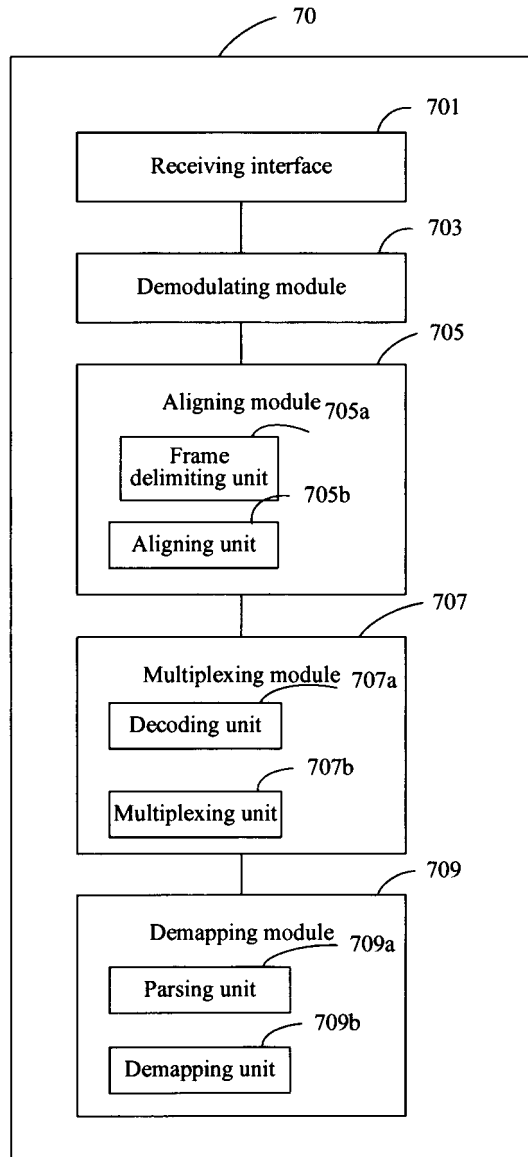 70
701
Receiving interface
703
Demodulating module
705
Aligning module
705a
Frame
delimiting unit
705b
Aligning unit
707
Multiplexing module
707a
Decoding unit
707b
Multiplexing unit
709
Demapping module
709a
Parsing unit
709b
Demapping unit